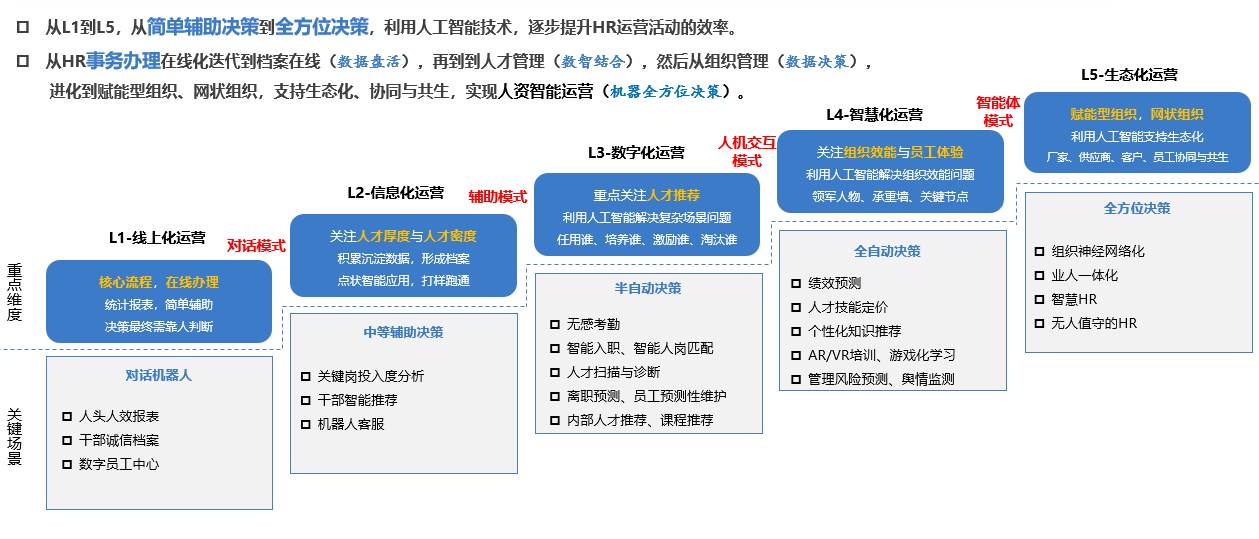 从L1到L5，从简单辅助决策到全方位决策，利用人工智能技术，逐步提升HR运营活动的效率。
从HR事务办理在线化迭代到档案在线（数据盘活），再到到人才管理（数智结合），然后从组织管理（数据决策），
进化到赋能型组织、网状组织，支持生态化、协同与共生，实现人资智能运营（机器全方位决策）。
重点维度
关键场景
L1-线上化运营
核心流程，在线办理
统计报表，简单辅助
决策最终需靠人判断
对话机器人
人头人效报表
干部诚信档案
数字员工中心
对话模式
L2-信息化运营
关注人才厚度与人才密度
积累沉淀数据，形成档案
点状智能应用，打样跑通
中等辅助决策
关键岗投入度分析
干部智能推荐
机器人客服
辅助模式
L3-数字化运营
重点关注人才推荐
利用人工智能解决复杂场景问题
任用谁、培养谁、激励谁、淘汰谁
半自动决策
无感考勤
智能入职、智能人岗匹配
人才扫描与诊断
离职预测、员工预测性维护
内部人才推荐、课程推荐
人机交互
模式
L4-智慧化运营
关注组织效能与员工体验
利用人工智能解决组织效能问题
领军人物、承重墙、关键节点
全自动决策
绩效预测
人才技能定价
个性化知识推荐
AR/VR培训、游戏化学习
管理风险预测、舆情监测
智能体
模式
L5-生态化运营
赋能型组织，网状组织
利用人工智能支持生态化
厂家、供应商、客户、员工协同与共生
全方位决策
组织神经网络化
业人一体化
智慧HR
无人值守的HR